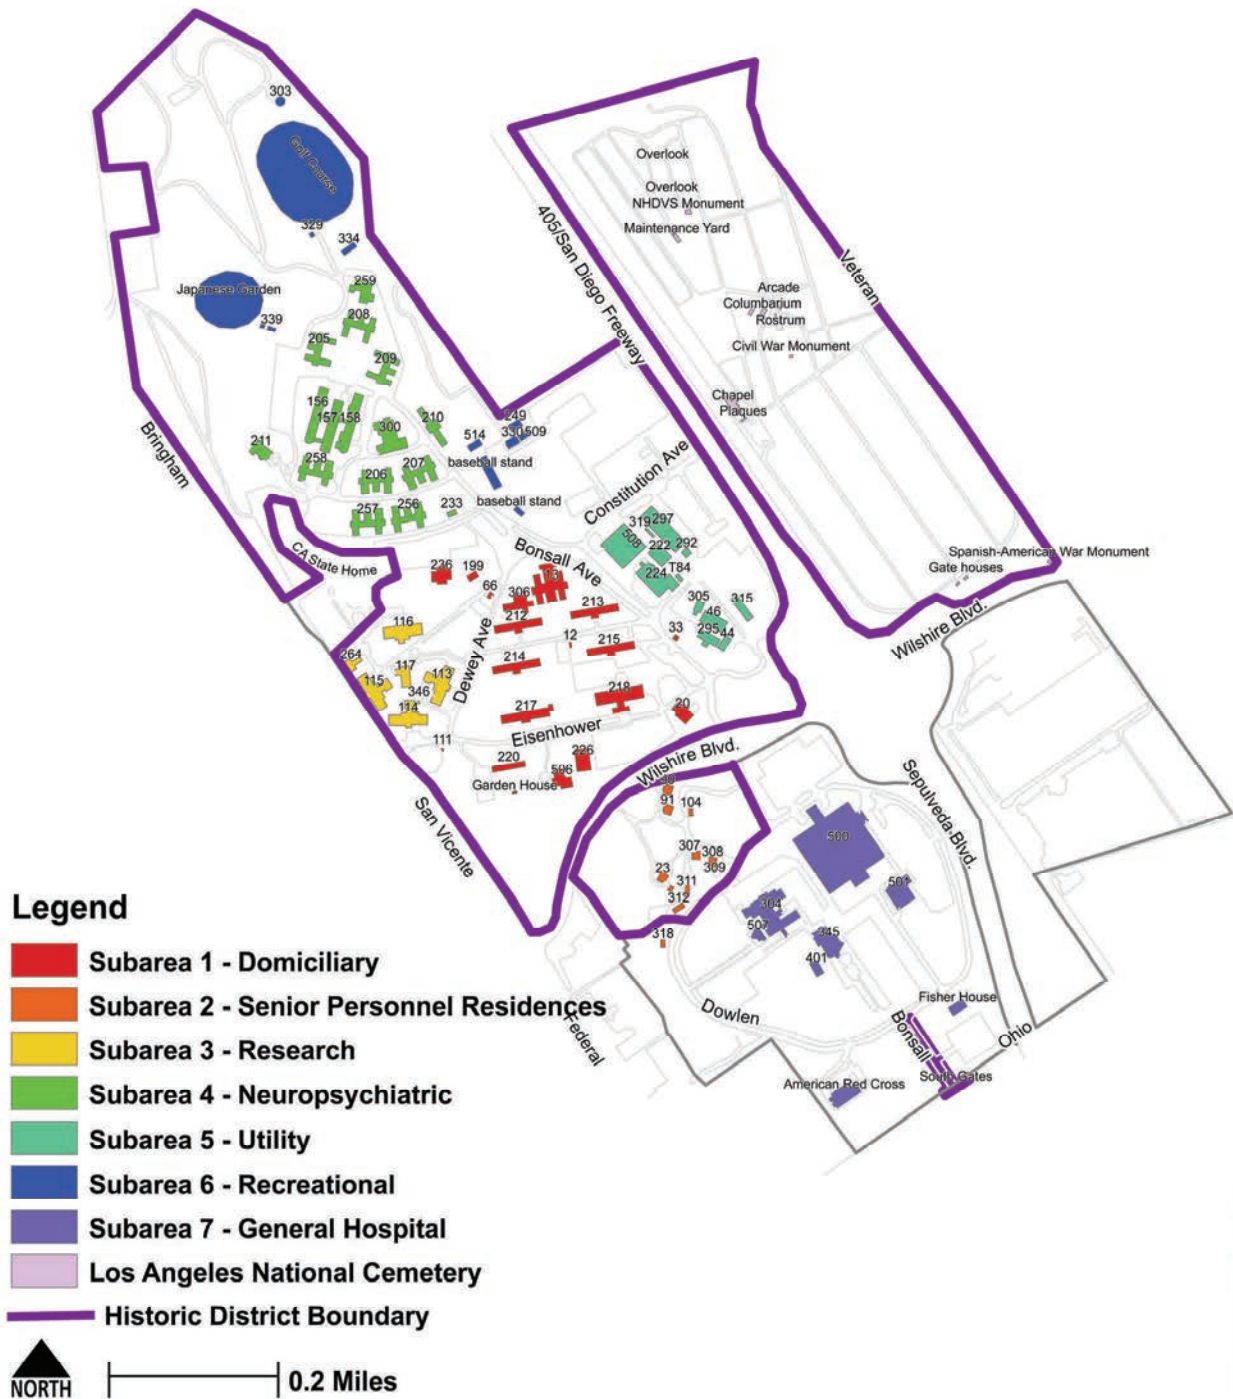 303
Golf Course
329
334
Japanese Garden
339
259
208
205
209
156
157
158
300
210
211
258
206
207
257
256
233
249
330
509
514
baseball stand
baseball stand
Bringham
CA State Home
405/San Diego Freeway
Overlook
Overlook
NHDVS Monument
Maintenance Yard
Arcade
Columbarium
Rostrum
Civil War Monument
Chapel
Plaques
Veteran
Spanish-American War Monument
Gate houses
Wilshire Blvd.
Constitution Ave
319
297
508
222
292
224
T84
305
46
315
295
44
33
Bonsall Ave
236
199
66
13
306
212
213
12
215
214
Dewey Ave
218
217
20
Eisenhower
116
264
117
113
115
346
114
111
220
226
596
Garden House
San Vicente
Wilshire Blvd.
91
104
307
308
309
23
311
312
318
500
501
304
507
345
401
Sepulveda Blvd.
Fisher House
Dowlen
Federal
Bonsall
Ohio
South Gates
American Red Cross
Legend
Subarea 1 - Domiciliary
Subarea 2 - Senior Personnel Residences
Subarea 3 - Research
Subarea 4 - Neuropsychiatric
Subarea 5 - Utility
Subarea 6 - Recreational
Subarea 7 - General Hospital
Los Angeles National Cemetery
Historic District Boundary
NORTH
0.2 Miles